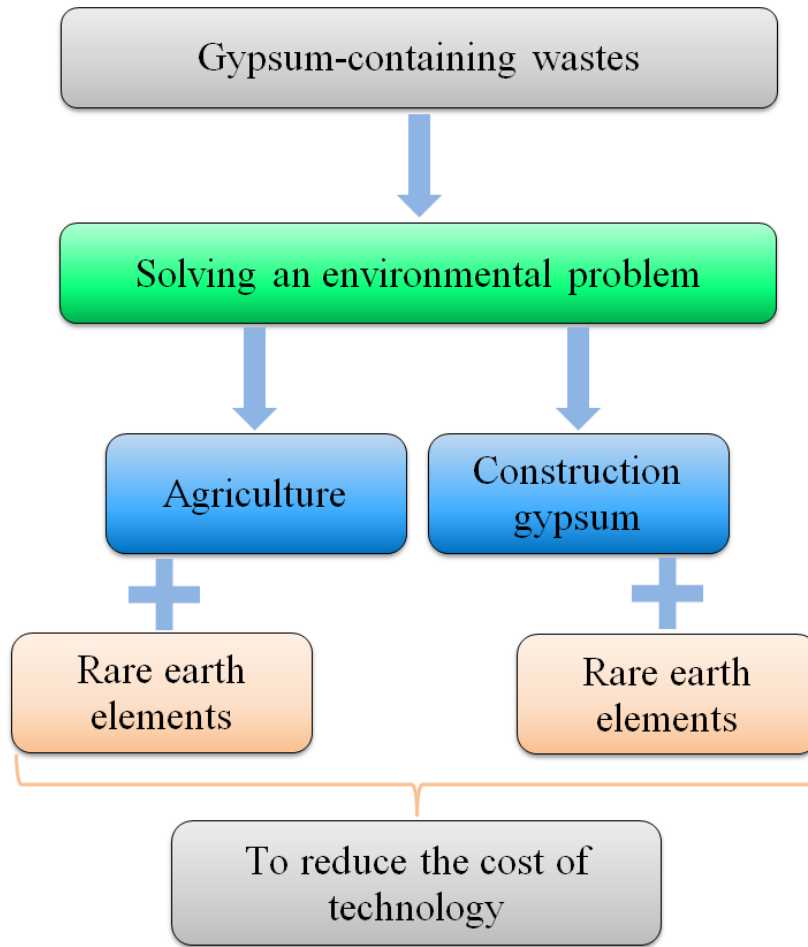 Gypsum-containing wastes
Solving an environmental problem
Agriculture
Construction
gypsum
Rare earth
elements
Rare earth
elements
To reduce the cost of
technology